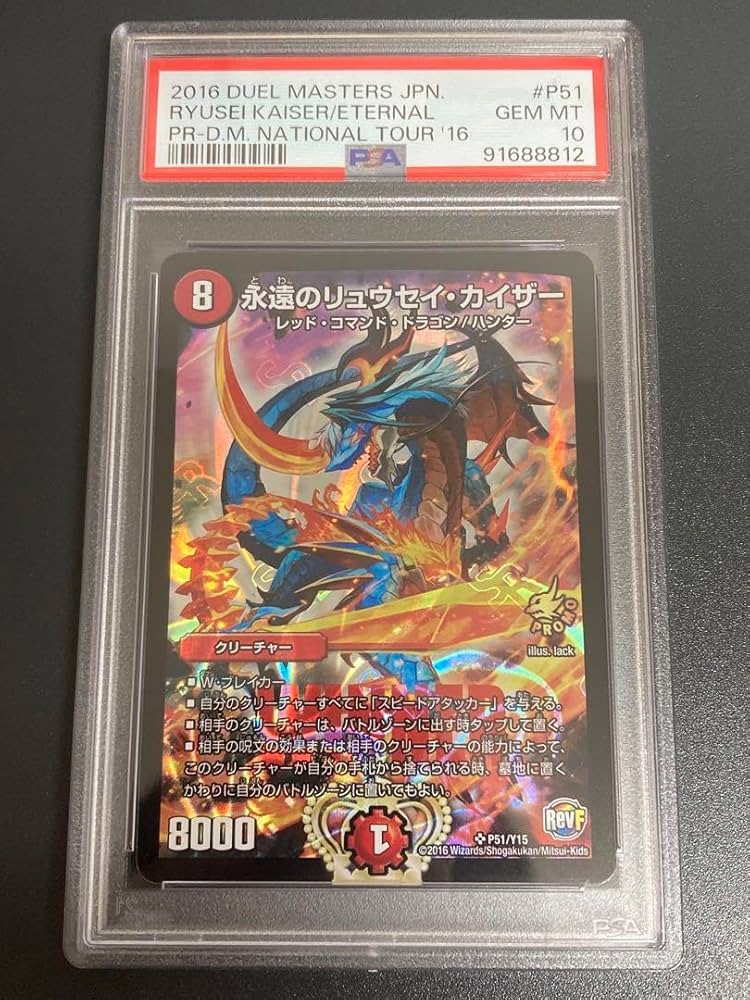 2016 DUEL MASTERS JPN. #P51
RYUSEI KAISER/ETERNAL GEM MT
PR-D.M. NATIONAL TOUR '16 10
PSA 91688812
とわ
8 永遠のリュウセイ・カイザー
レッド・コマンド・ドラゴン/ハンター
PROMO
クリーチャー
illus. lack
■ W・ブレイカー
■ 自分のクリーチャーすべてに「スピードアタッカー」を与える。
■ 相手のクリーチャーは、バトルゾーンに出す時タップして置く。
■ 相手の呪文の効果または相手のクリーチャーの能力によって、
このクリーチャーが自分の手札から捨てられる時、墓地に置く
かわりに自分のバトルゾーンに置いてもよい。
RevF
8000 1 P51/Y15
©2016 Wizards/Shogakukan/Mitsui-Kids
PSA